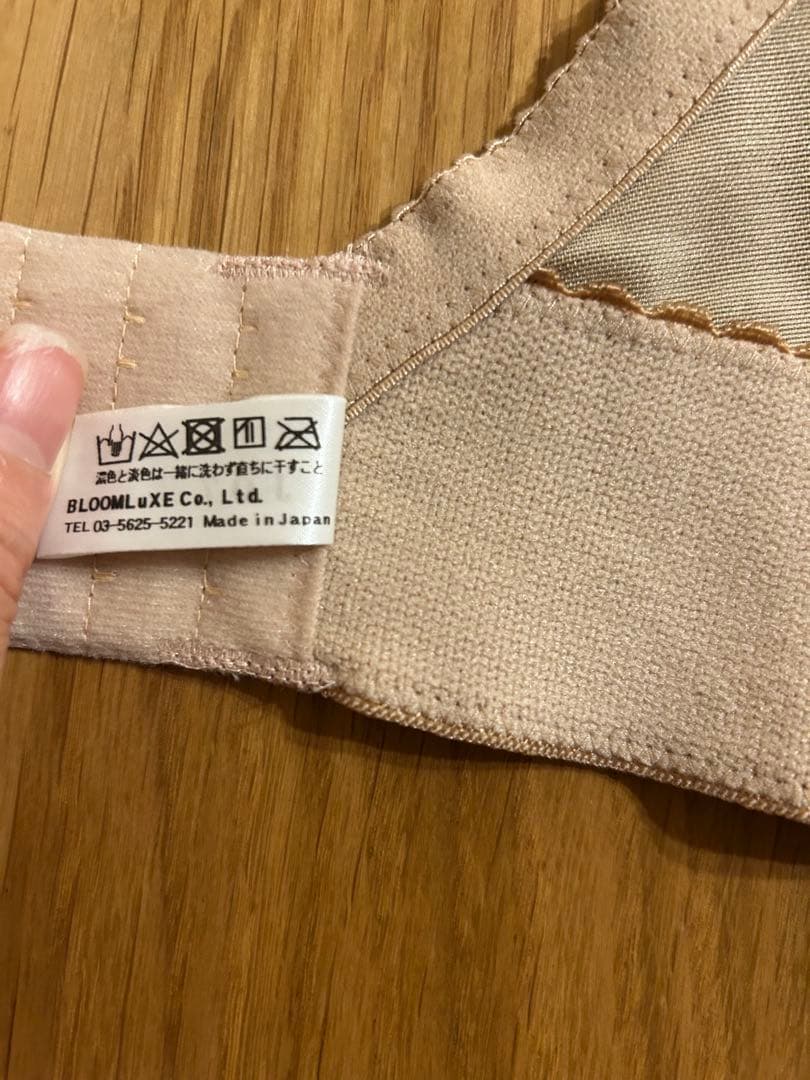 濃色と淡色は一緒に洗わず直ちに干すこと
BLOOMLuXE Co., Ltd.
TEL 03-5625-5221 Made in Japan